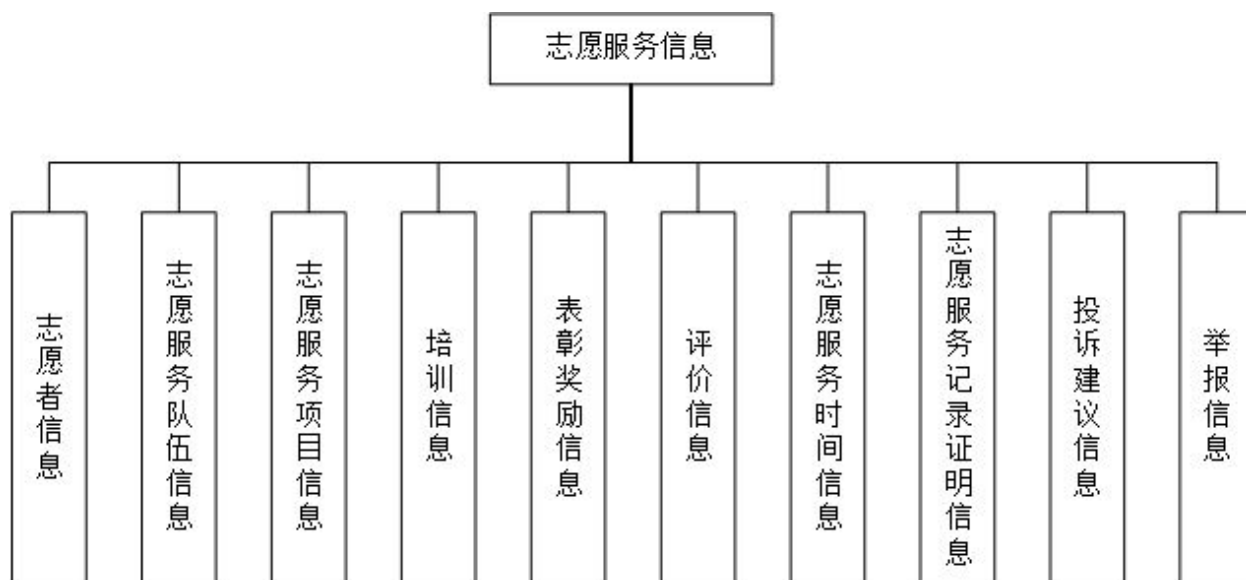 志愿服务信息
志愿者信息
志愿服务队伍信息
志愿服务项目信息
培训信息
表彰奖励信息
评价信息
志愿服务时间信息
志愿服务记录证明信息
投诉建议信息
举报信息